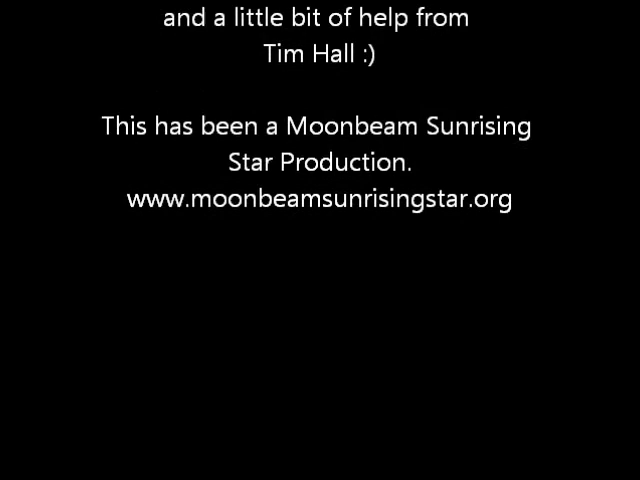 and a little bit of help from
Tim Hall :)
This has been a Moonbeam Sunrising
Star Production.
www.moonbeamsunrisingstar.org